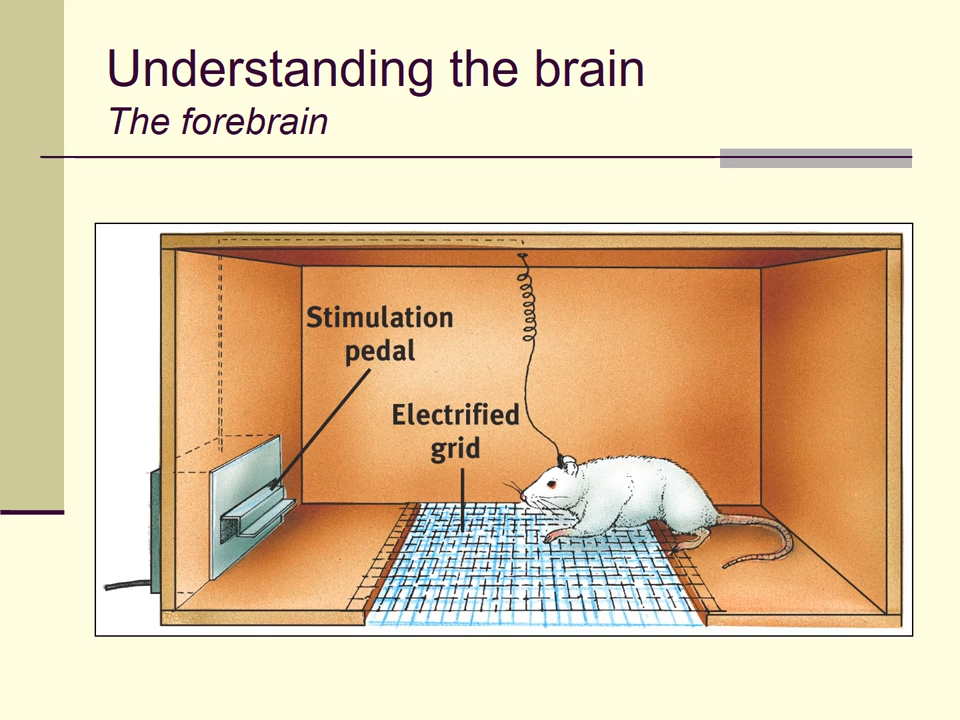 Understanding the brain
The forebrain
Stimulation
pedal
Electrified
grid